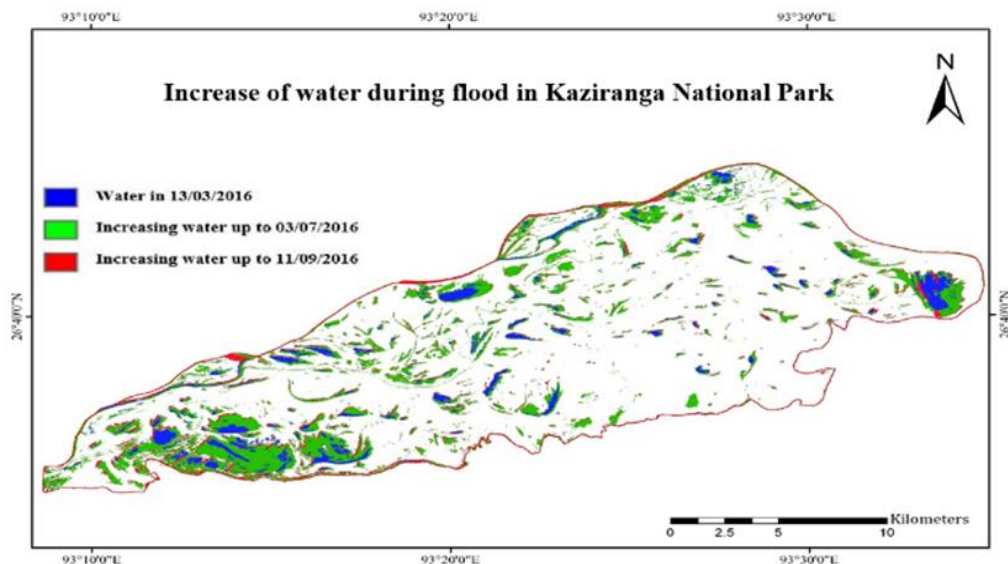 93°10'0"E 93°20'0"E 93°30'0"E
N
Increase of water during flood in Kaziranga National Park
Water in 13/03/2016
Increasing water up to 03/07/2016
Increasing water up to 11/09/2016
26°40'0"N 26°40'0"N
Kilometers
0 2.5 5 10
93°10'0"E 93°20'0"E 93°30'0"E